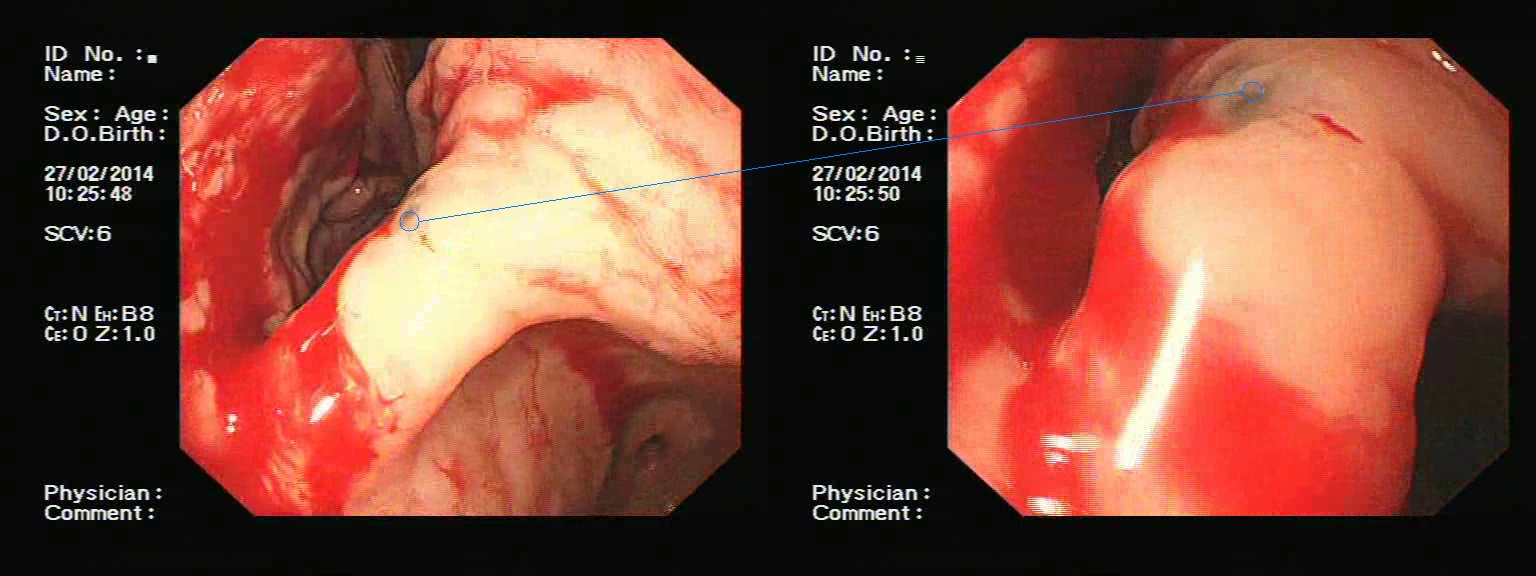 ID No. :
Name:
Sex: Age:
D.O.Birth:
27/02/2014
10:25:48
SCV:6
CT:N EH:B8
CE:0 Z:1.0
Physician:
Comment:
ID No. :
Name:
Sex: Age:
D.O.Birth:
27/02/2014
10:25:50
SCV:6
CT:N EH:B8
CE:0 Z:1.0
Physician:
Comment: